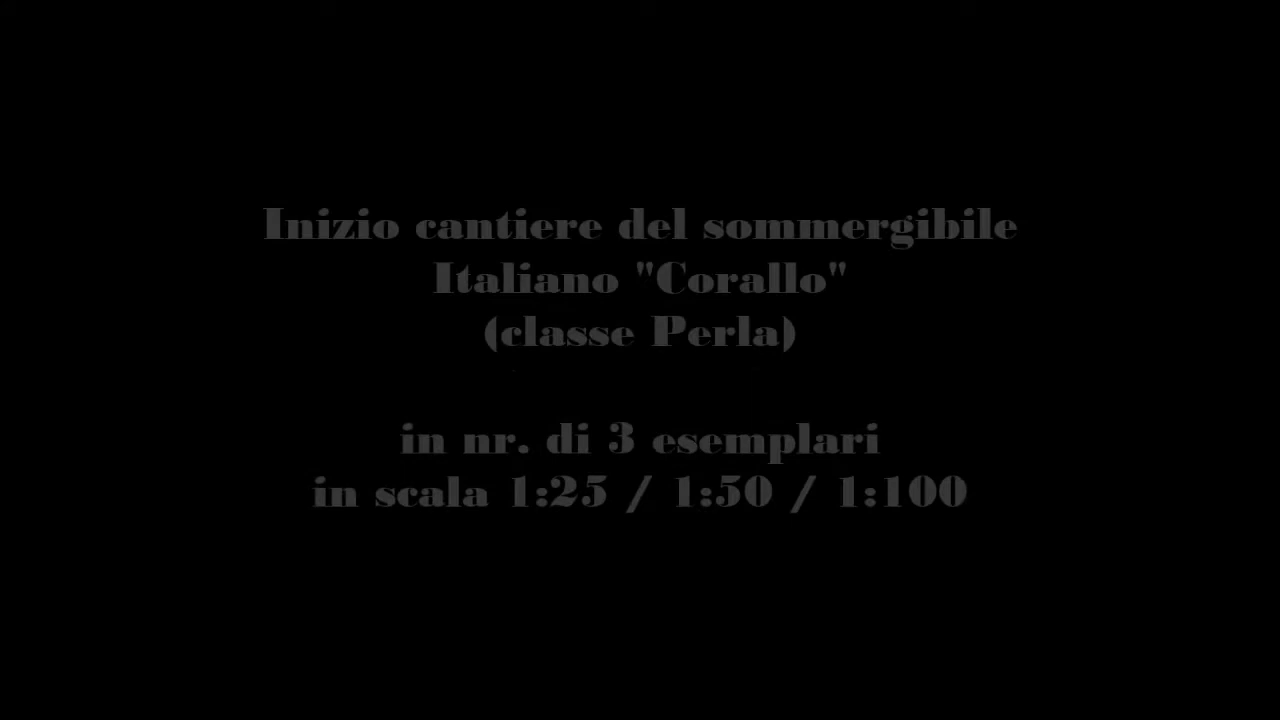 Inizio cantiere del sommergibile
Italiano "Corallo"
(classe Perla)
in nr. di 3 esemplari
in scala 1:25 / 1:50 / 1:100